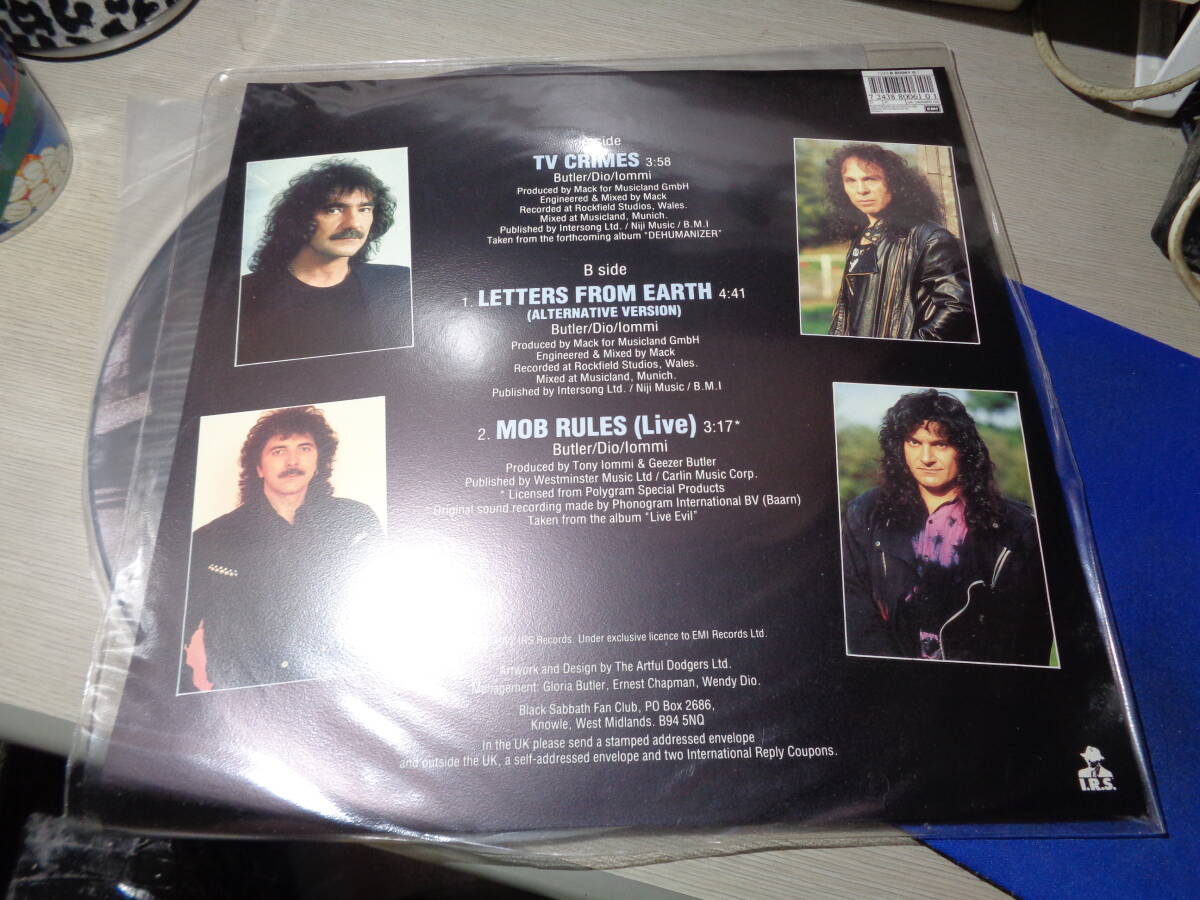 7 2438 80061 0 1
side
TV CRIMES 3:58
Butler/Dio/Iommi
Produced by Mack for Musicland GmbH
Engineered & Mixed by Mack
Recorded at Rockfield Studios, Wales.
Mixed at Musicland, Munich.
Published by Intersong Ltd. / Niji Music / B.M.I
Taken from the forthcoming album "DEHUMANIZER"
B side
1. LETTERS FROM EARTH 4:41
(ALTERNATIVE VERSION)
Butler/Dio/Iommi
Produced by Mack for Musicland GmbH
Engineered & Mixed by Mack
Recorded at Rockfield Studios, Wales.
Mixed at Musicland, Munich.
Published by Intersong Ltd. / Niji Music / B.M.I
2. MOB RULES (Live) 3:17*
Butler/Dio/Iommi
Produced by Tony Iommi & Geezer Butler
Published by Westminster Music Ltd / Carlin Music Corp.
* Licensed from Polygram Special Products
* Original sound recording made by Phonogram International BV (Baarn)
Taken from the album "Live Evil"
IRS Records. Under exclusive licence to EMI Records Ltd.
Artwork and Design by The Artful Dodgers Ltd.
Management: Gloria Butler, Ernest Chapman, Wendy Dio.
Black Sabbath Fan Club, PO Box 2686,
Knowle, West Midlands. B94 5NQ
In the UK please send a stamped addressed envelope
and outside the UK, a self-addressed envelope and two International Reply Coupons.
I.R.S.